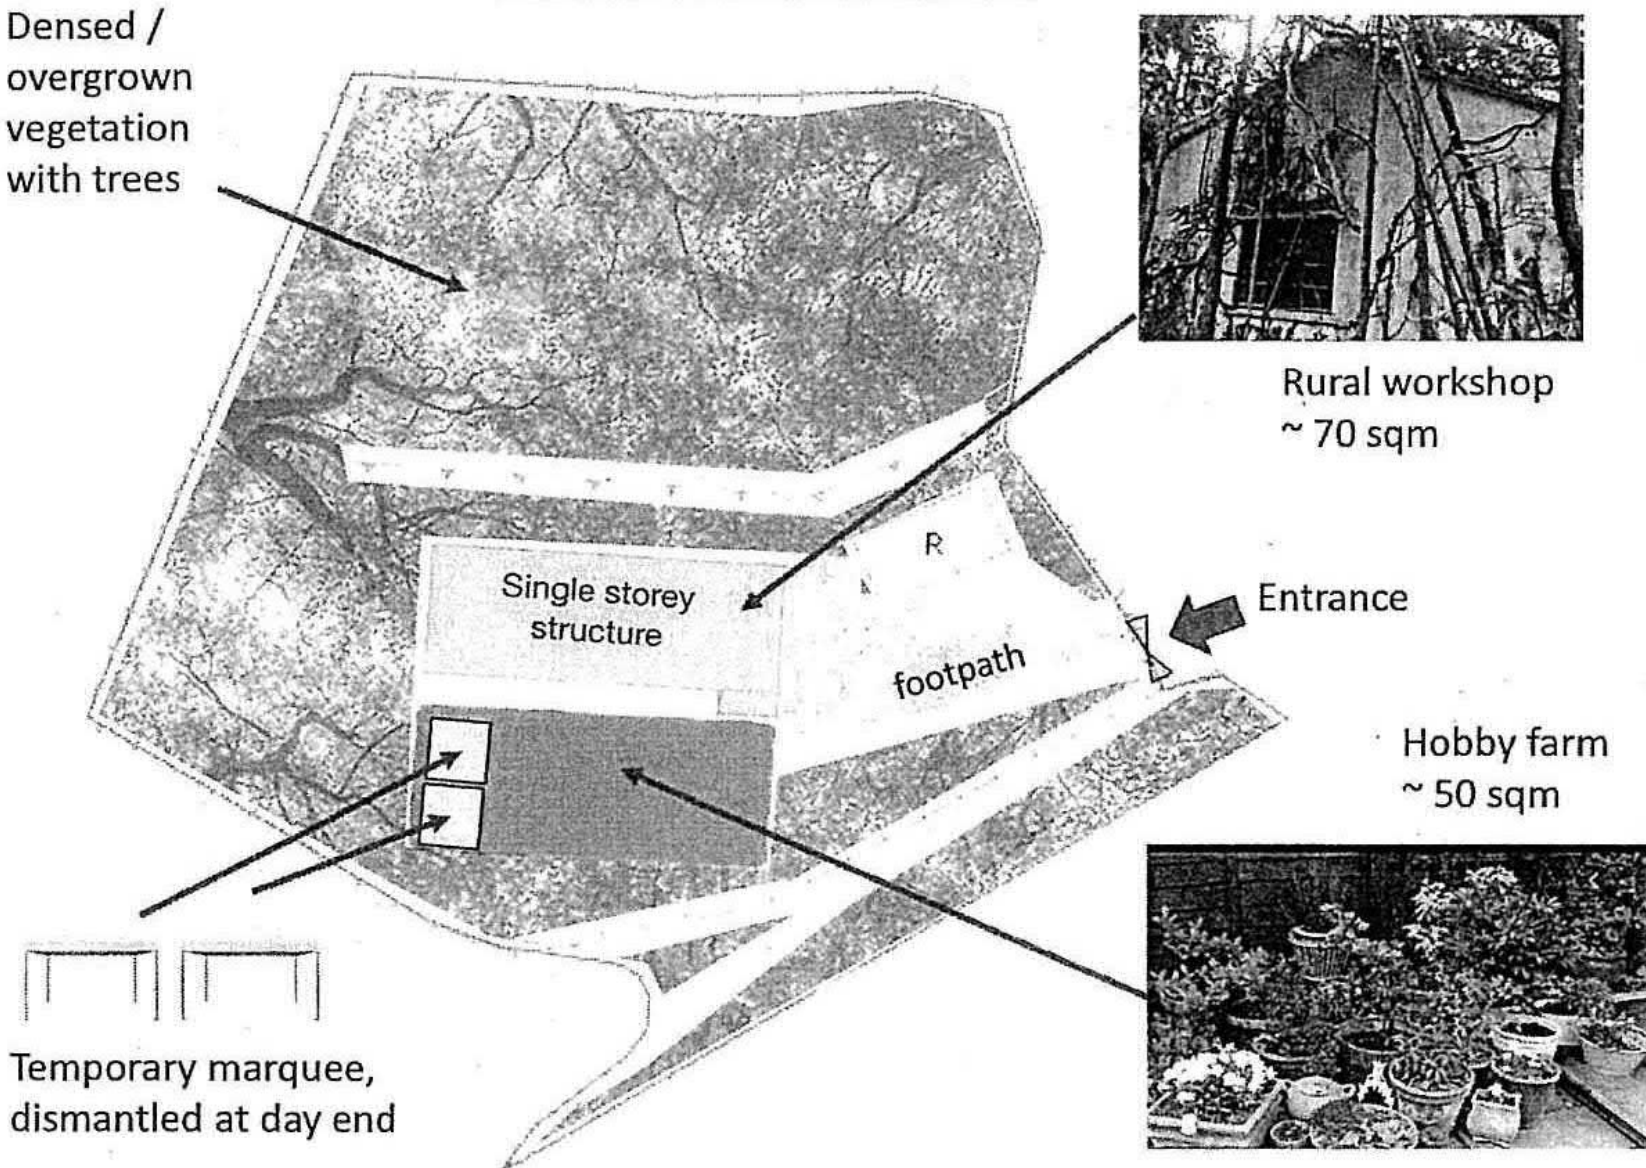 Densed /
overgrown
vegetation
with trees
Rural workshop
~ 70 sqm
R
Single storey
structure
Entrance
footpath
Hobby farm
~ 50 sqm
Temporary marquee,
dismantled at day end